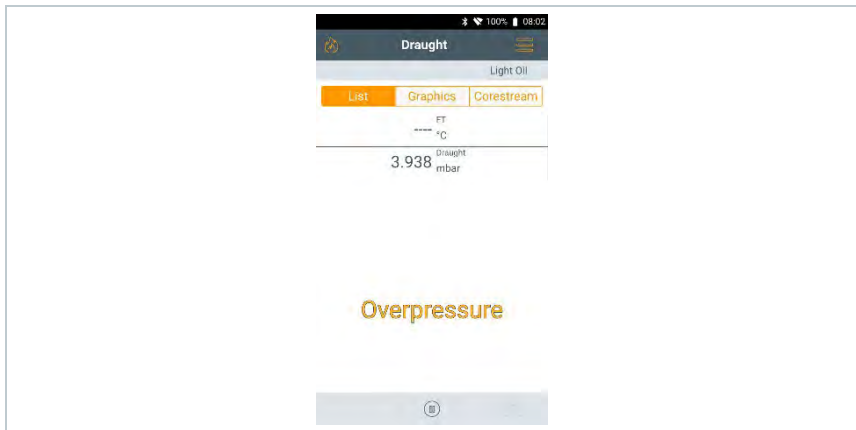 100% 08:02
Draught
Light Oil
List Graphics Corestream
FT
---- °C
Draught
3.938 mbar
Overpressure